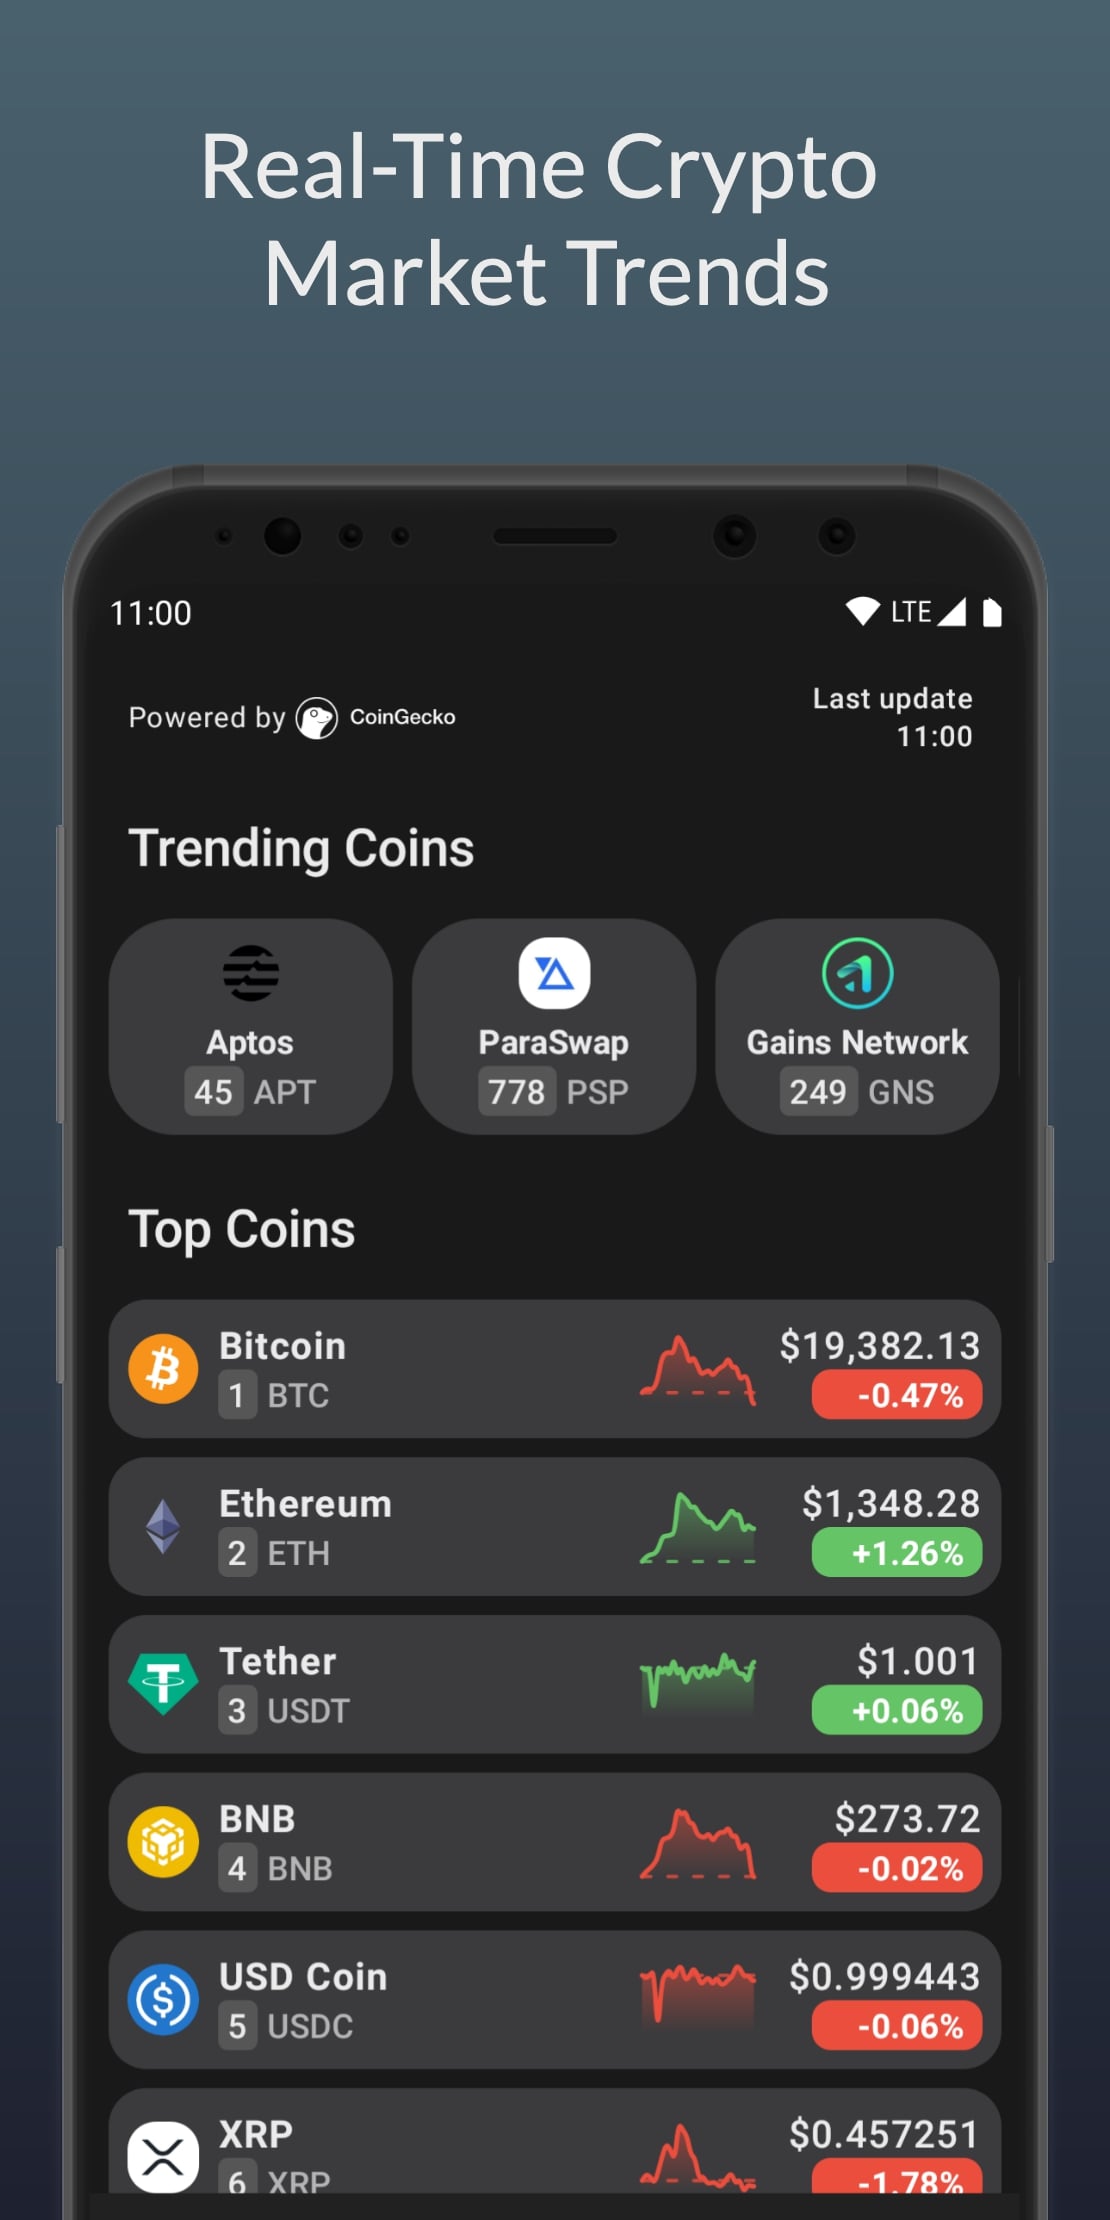 Real-Time Crypto
Market Trends
11:00
LTE
Powered by CoinGecko
Last update
11:00
Trending Coins
Aptos
45 APT
ParaSwap
778 PSP
Gains Network
249 GNS
Top Coins
Bitcoin
$19,382.13
1 BTC
-0.47%
Ethereum
$1,348.28
2 ETH
+1.26%
Tether
$1.001
3 USDT
+0.06%
BNB
$273.72
4 BNB
-0.02%
USD Coin
$0.999443
5 USDC
-0.06%
XRP
$0.457251
6 XRP
-1.78%